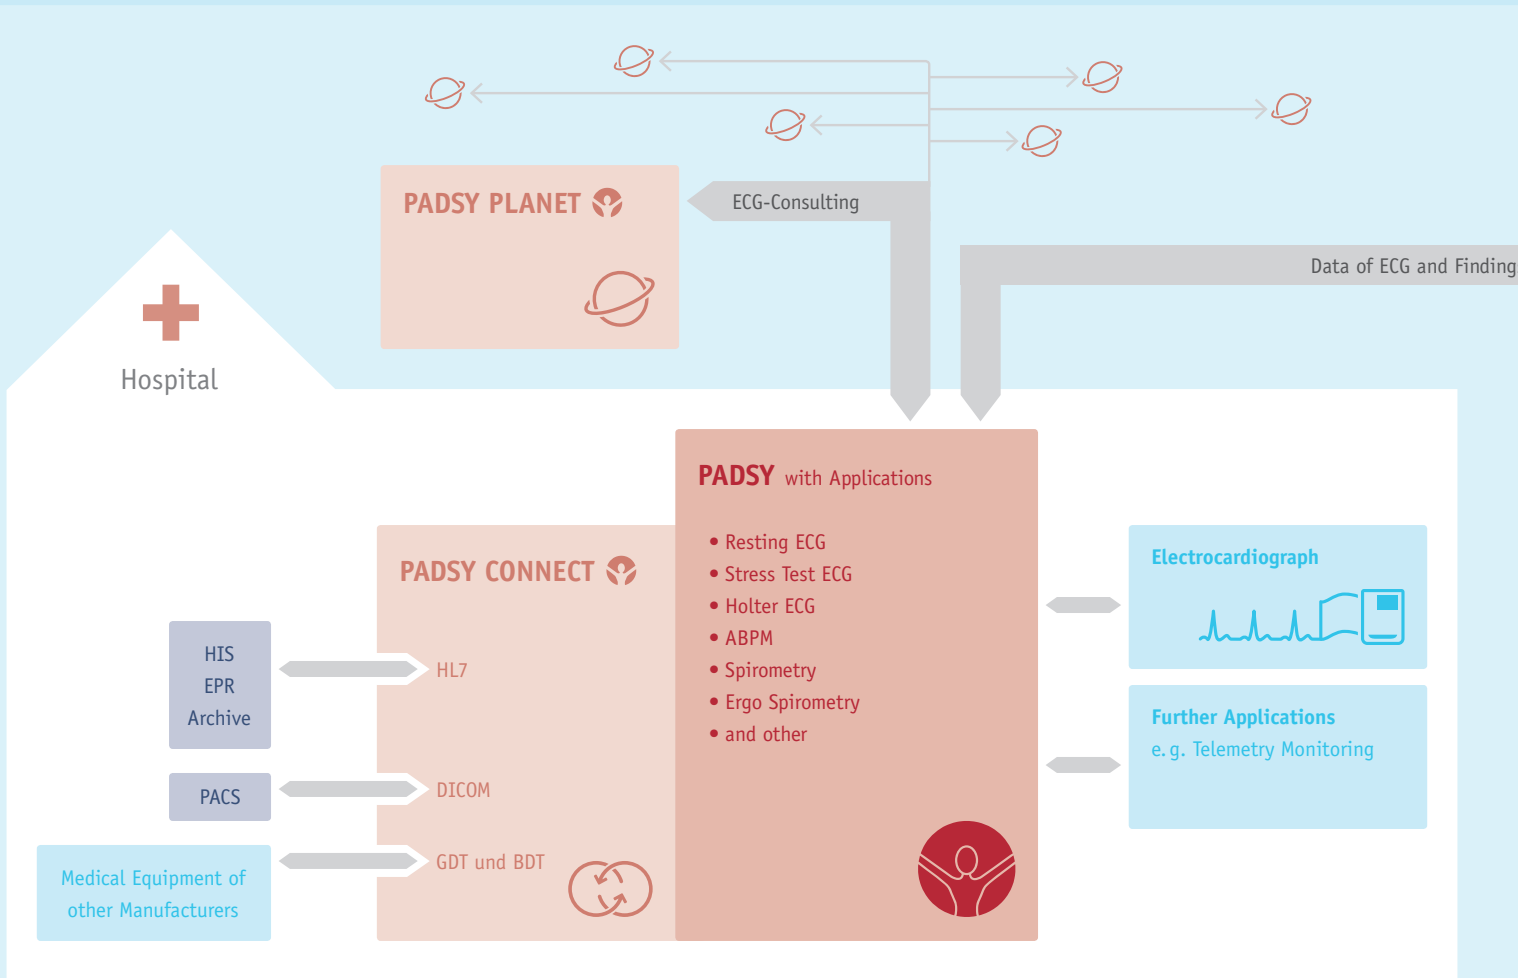 PADSY PLANET
ECG-Consulting
Data of ECG and Finding
Hospital
PADSY with Applications
• Resting ECG
• Stress Test ECG
• Holter ECG
• ABPM
• Spirometry
• Ergo Spirometry
• and other
PADSY CONNECT
HL7
DICOM
GDT und BDT
HIS
EPR
Archive
PACS
Medical Equipment of
other Manufacturers
Electrocardiograph
Further Applications
e. g. Telemetry Monitoring